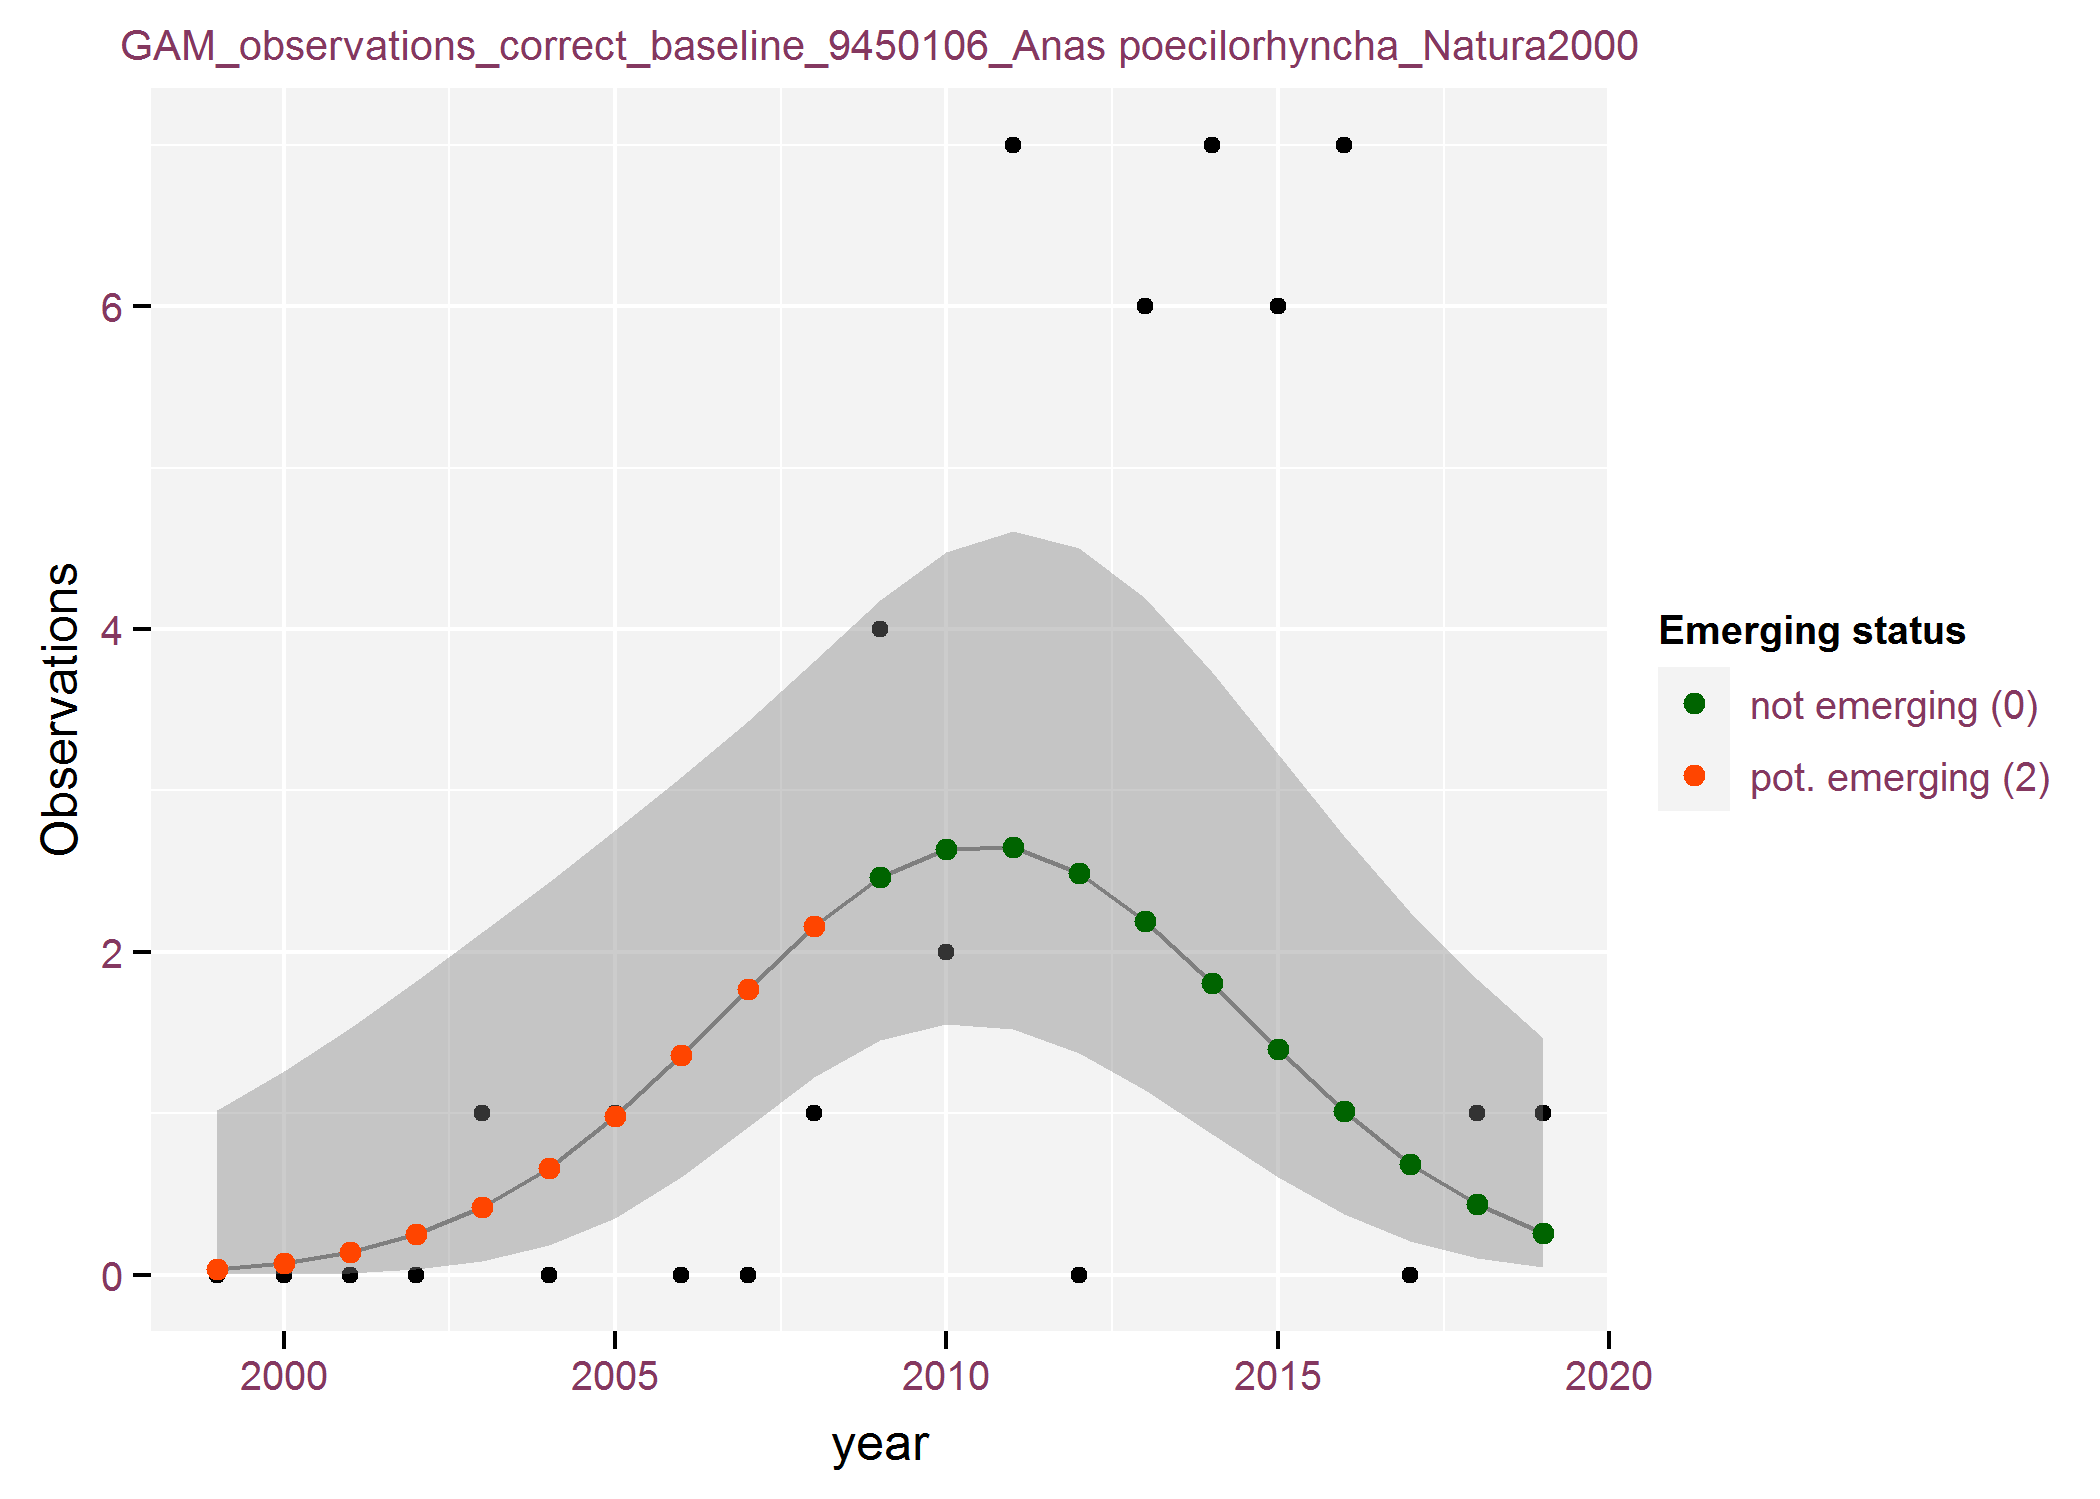 GAM_observations_correct_baseline_9450106_Anas poecilorhyncha_Natura2000
6
4
2
0
Observations
2000 2005 2010 2015 2020
year
Emerging status
not emerging (0)
pot. emerging (2)